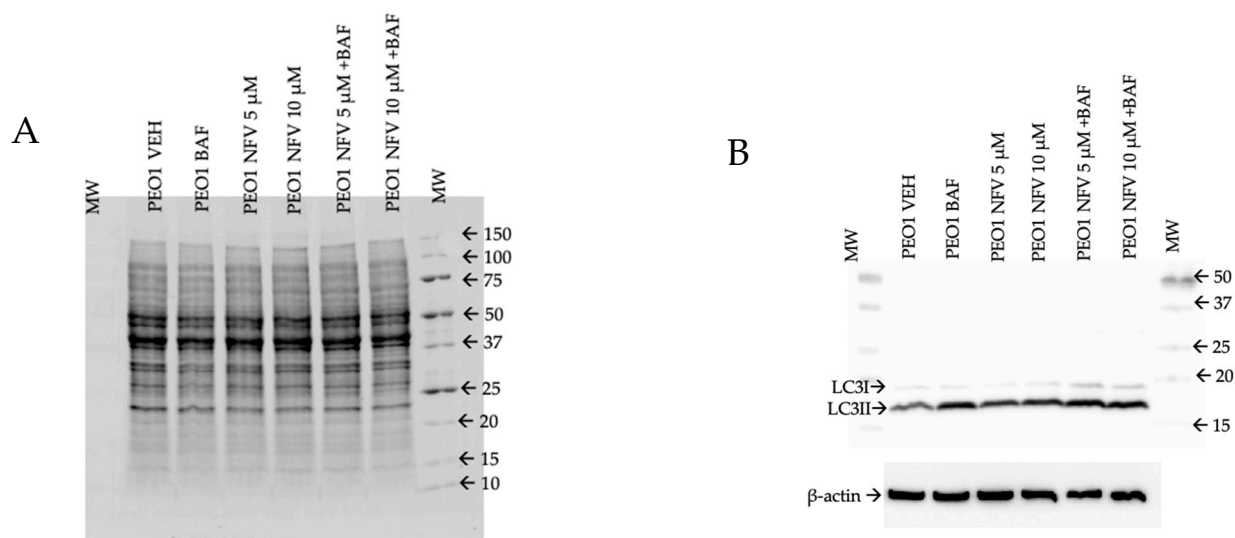 A
MW
PEO1 VEH
PEO1 BAF
PEO1 NFV 5 μM
PEO1 NFV 10 μM
PEO1 NFV 5 μM +BAF
PEO1 NFV 10 μM +BAF
MW
← 150
← 100
← 75
← 50
← 37
← 25
← 20
← 15
← 10
B
MW
PEO1 VEH
PEO1 BAF
PEO1 NFV 5 μM
PEO1 NFV 10 μM
PEO1 NFV 5 μM +BAF
PEO1 NFV 10 μM +BAF
MW
← 50
← 37
← 25
← 20
LC3I→
LC3II→
← 15
β-actin →